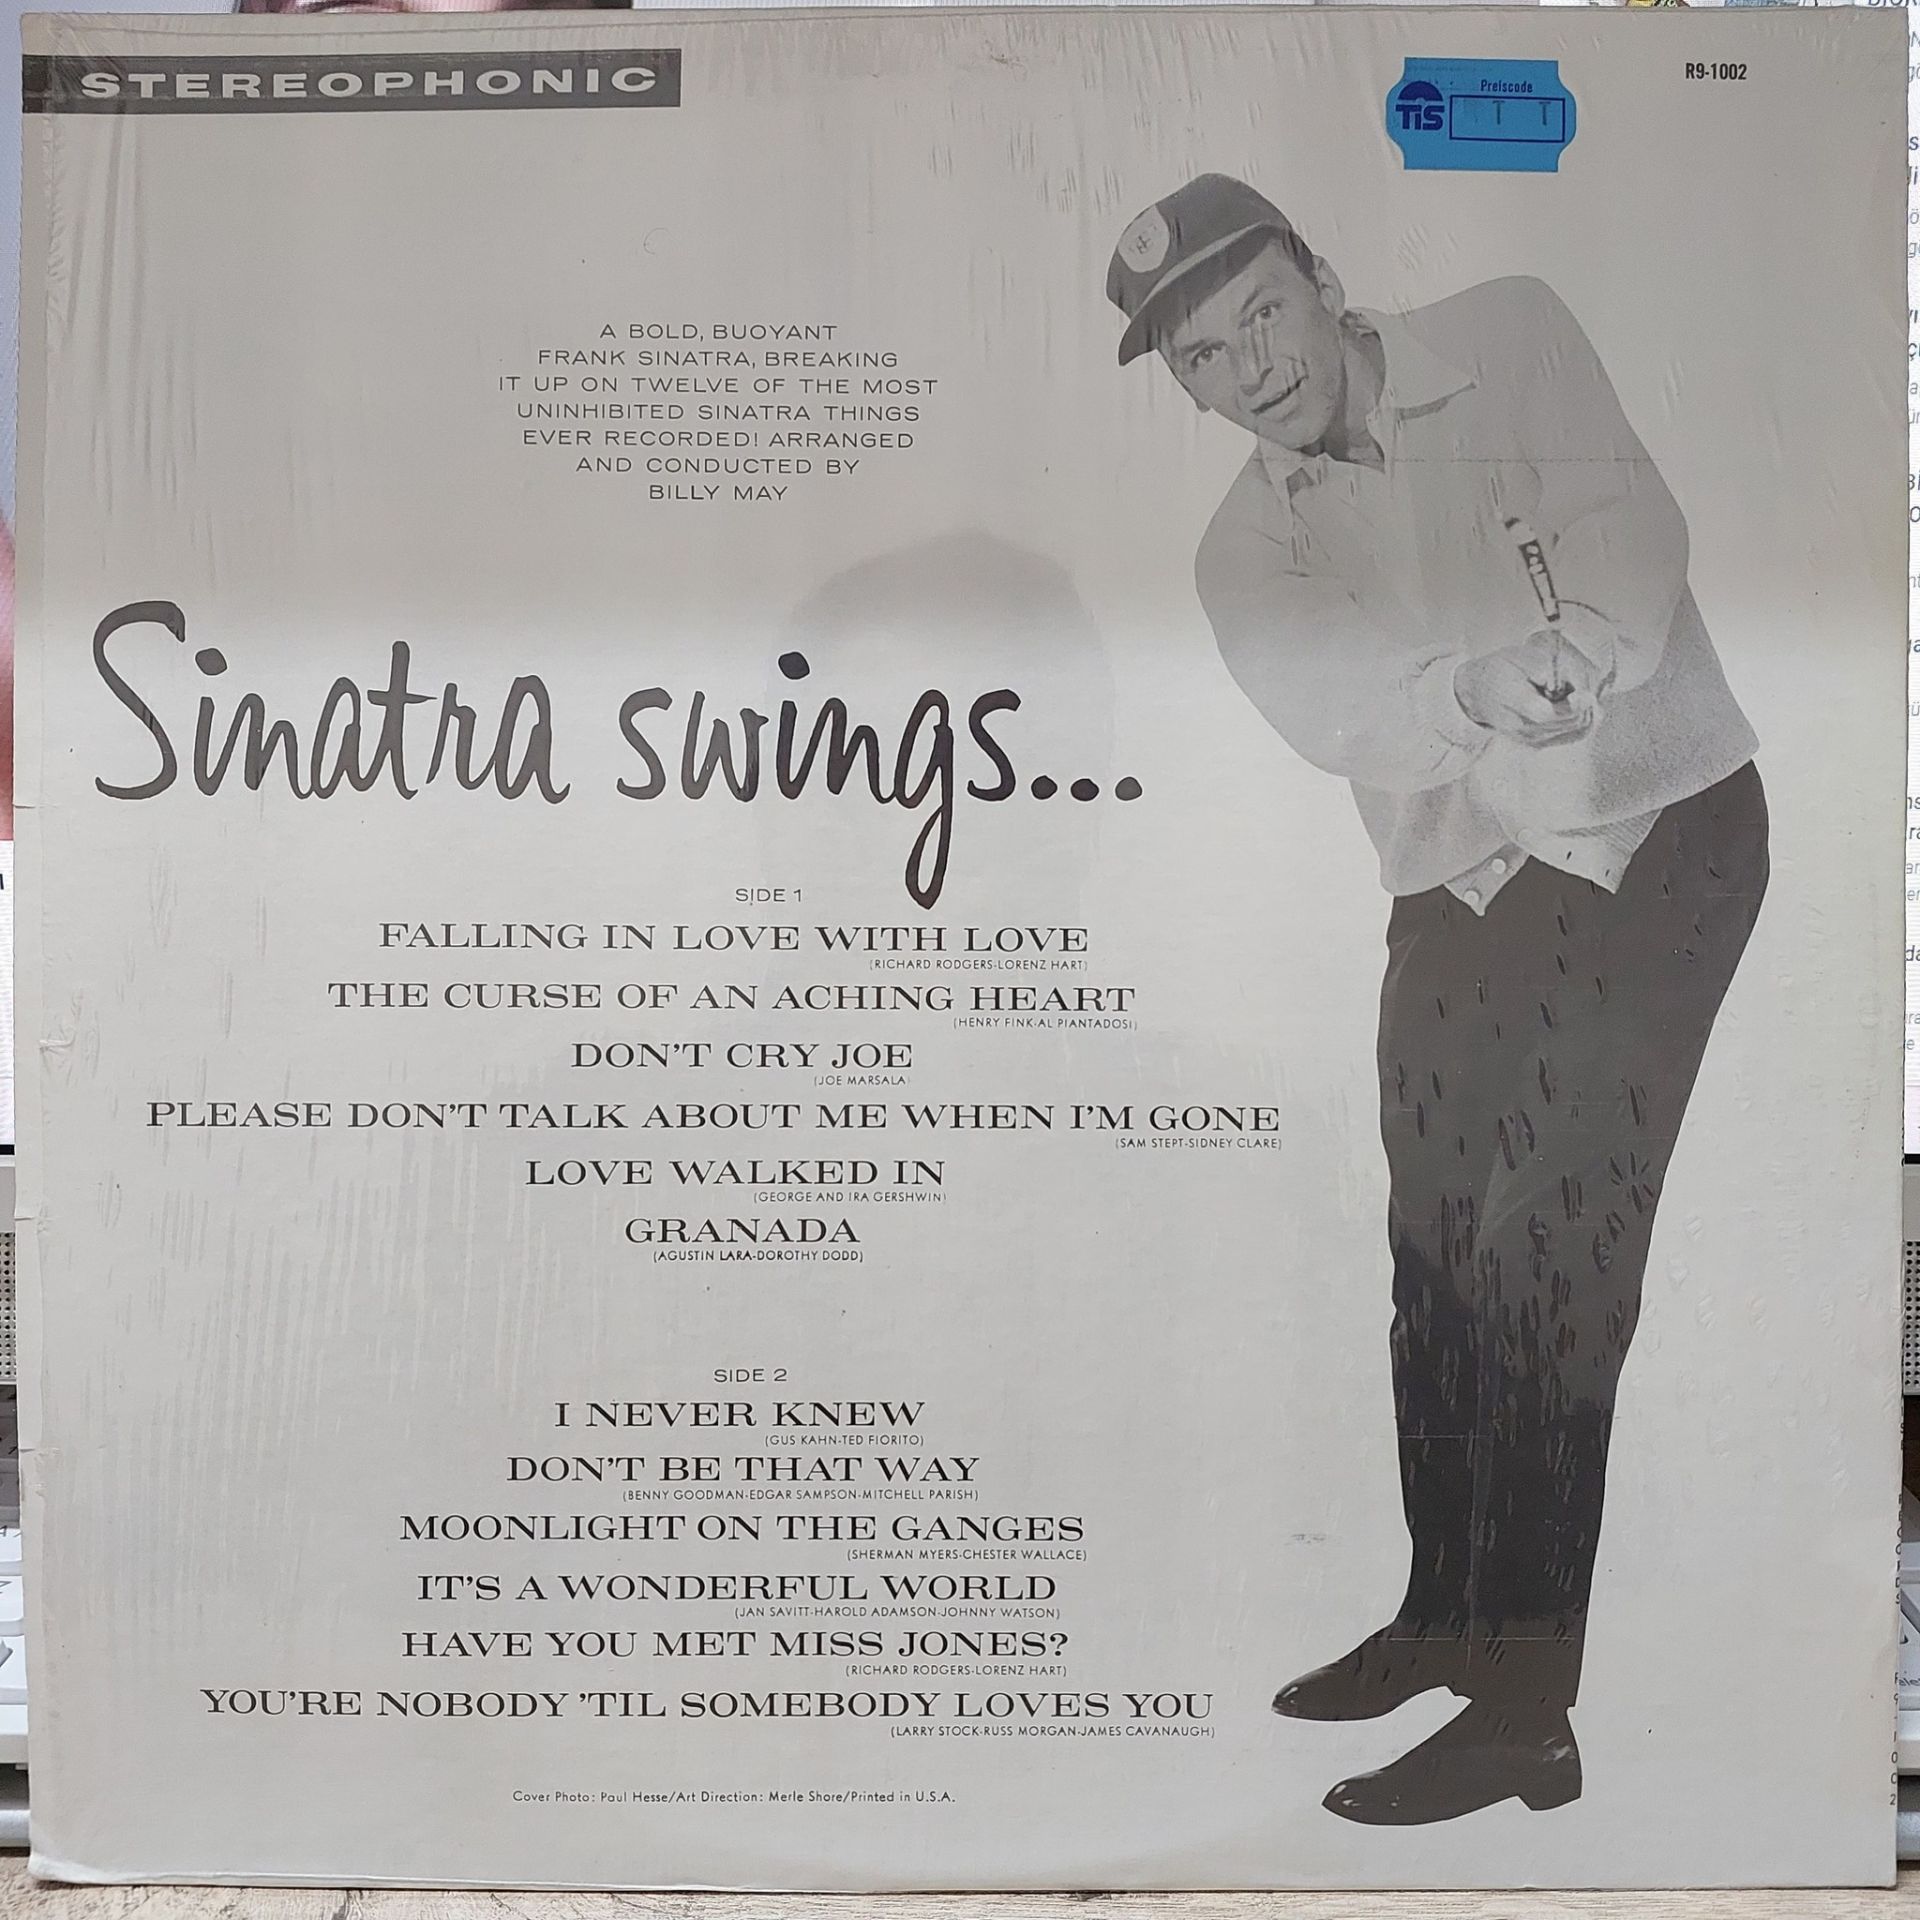 STEREOPHONIC
Preiscode
TiS
T T
R9-1002
A BOLD, BUOYANT
FRANK SINATRA, BREAKING
IT UP ON TWELVE OF THE MOST
UNINHIBITED SINATRA THINGS
EVER RECORDED! ARRANGED
AND CONDUCTED BY
BILLY MAY
Sinatra swings...
SIDE 1
FALLING IN LOVE WITH LOVE
(RICHARD RODGERS-LORENZ HART)
THE CURSE OF AN ACHING HEART
(HENRY FINK-AL PIANTADOSI)
DON'T CRY JOE
(JOE MARSALA)
PLEASE DON'T TALK ABOUT ME WHEN I'M GONE
(SAM STEPT-SIDNEY CLARE)
LOVE WALKED IN
(GEORGE AND IRA GERSHWIN)
GRANADA
(AGUSTIN LARA-DOROTHY DODD)
SIDE 2
I NEVER KNEW
(GUS KAHN-TED FIORITO)
DON'T BE THAT WAY
(BENNY GOODMAN-EDGAR SAMPSON-MITCHELL PARISH)
MOONLIGHT ON THE GANGES
(SHERMAN MYERS-CHESTER WALLACE)
IT'S A WONDERFUL WORLD
(JAN SAVITT-HAROLD ADAMSON-JOHNNY WATSON)
HAVE YOU MET MISS JONES?
(RICHARD RODGERS-LORENZ HART)
YOU'RE NOBODY 'TIL SOMEBODY LOVES YOU
(LARRY STOCK-RUSS MORGAN-JAMES CAVANAUGH)
Cover Photo: Paul Hesse/Art Direction: Merle Shore/Printed in U.S.A.